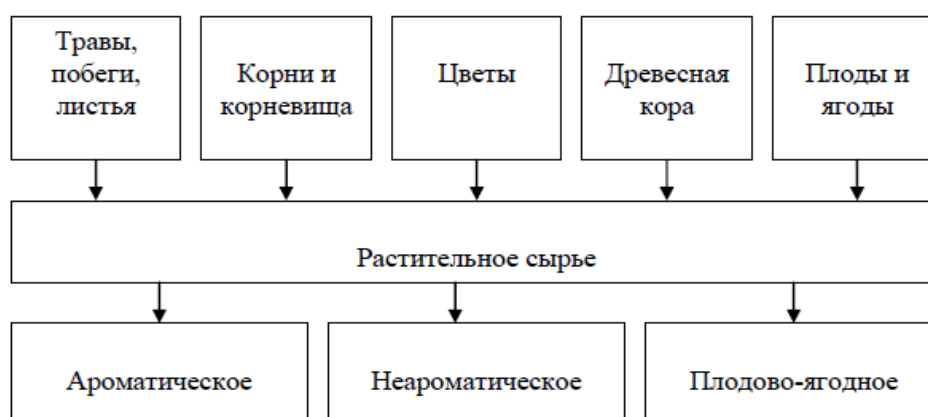 Травы,
побеги,
листья
Корни и
корневища
Цветы
Древесная
кора
Плоды и
ягоды
Растительное сырье
Ароматическое
Неароматическое
Плодово-ягодное